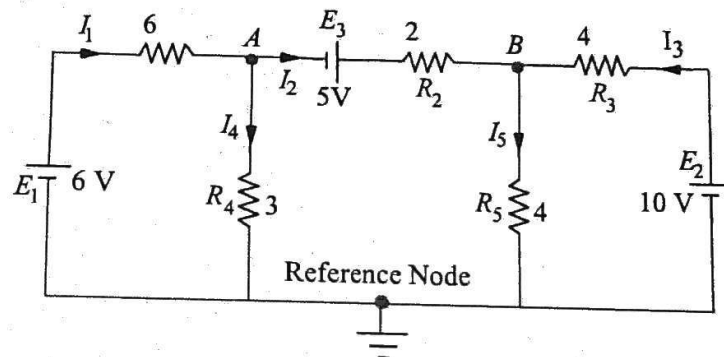 I1 6 A E3 2 B 4 I3
I2 5V R2 R3
I4 I5
E1 6 V R4 3 R5 4 E2 10 V
Reference Node